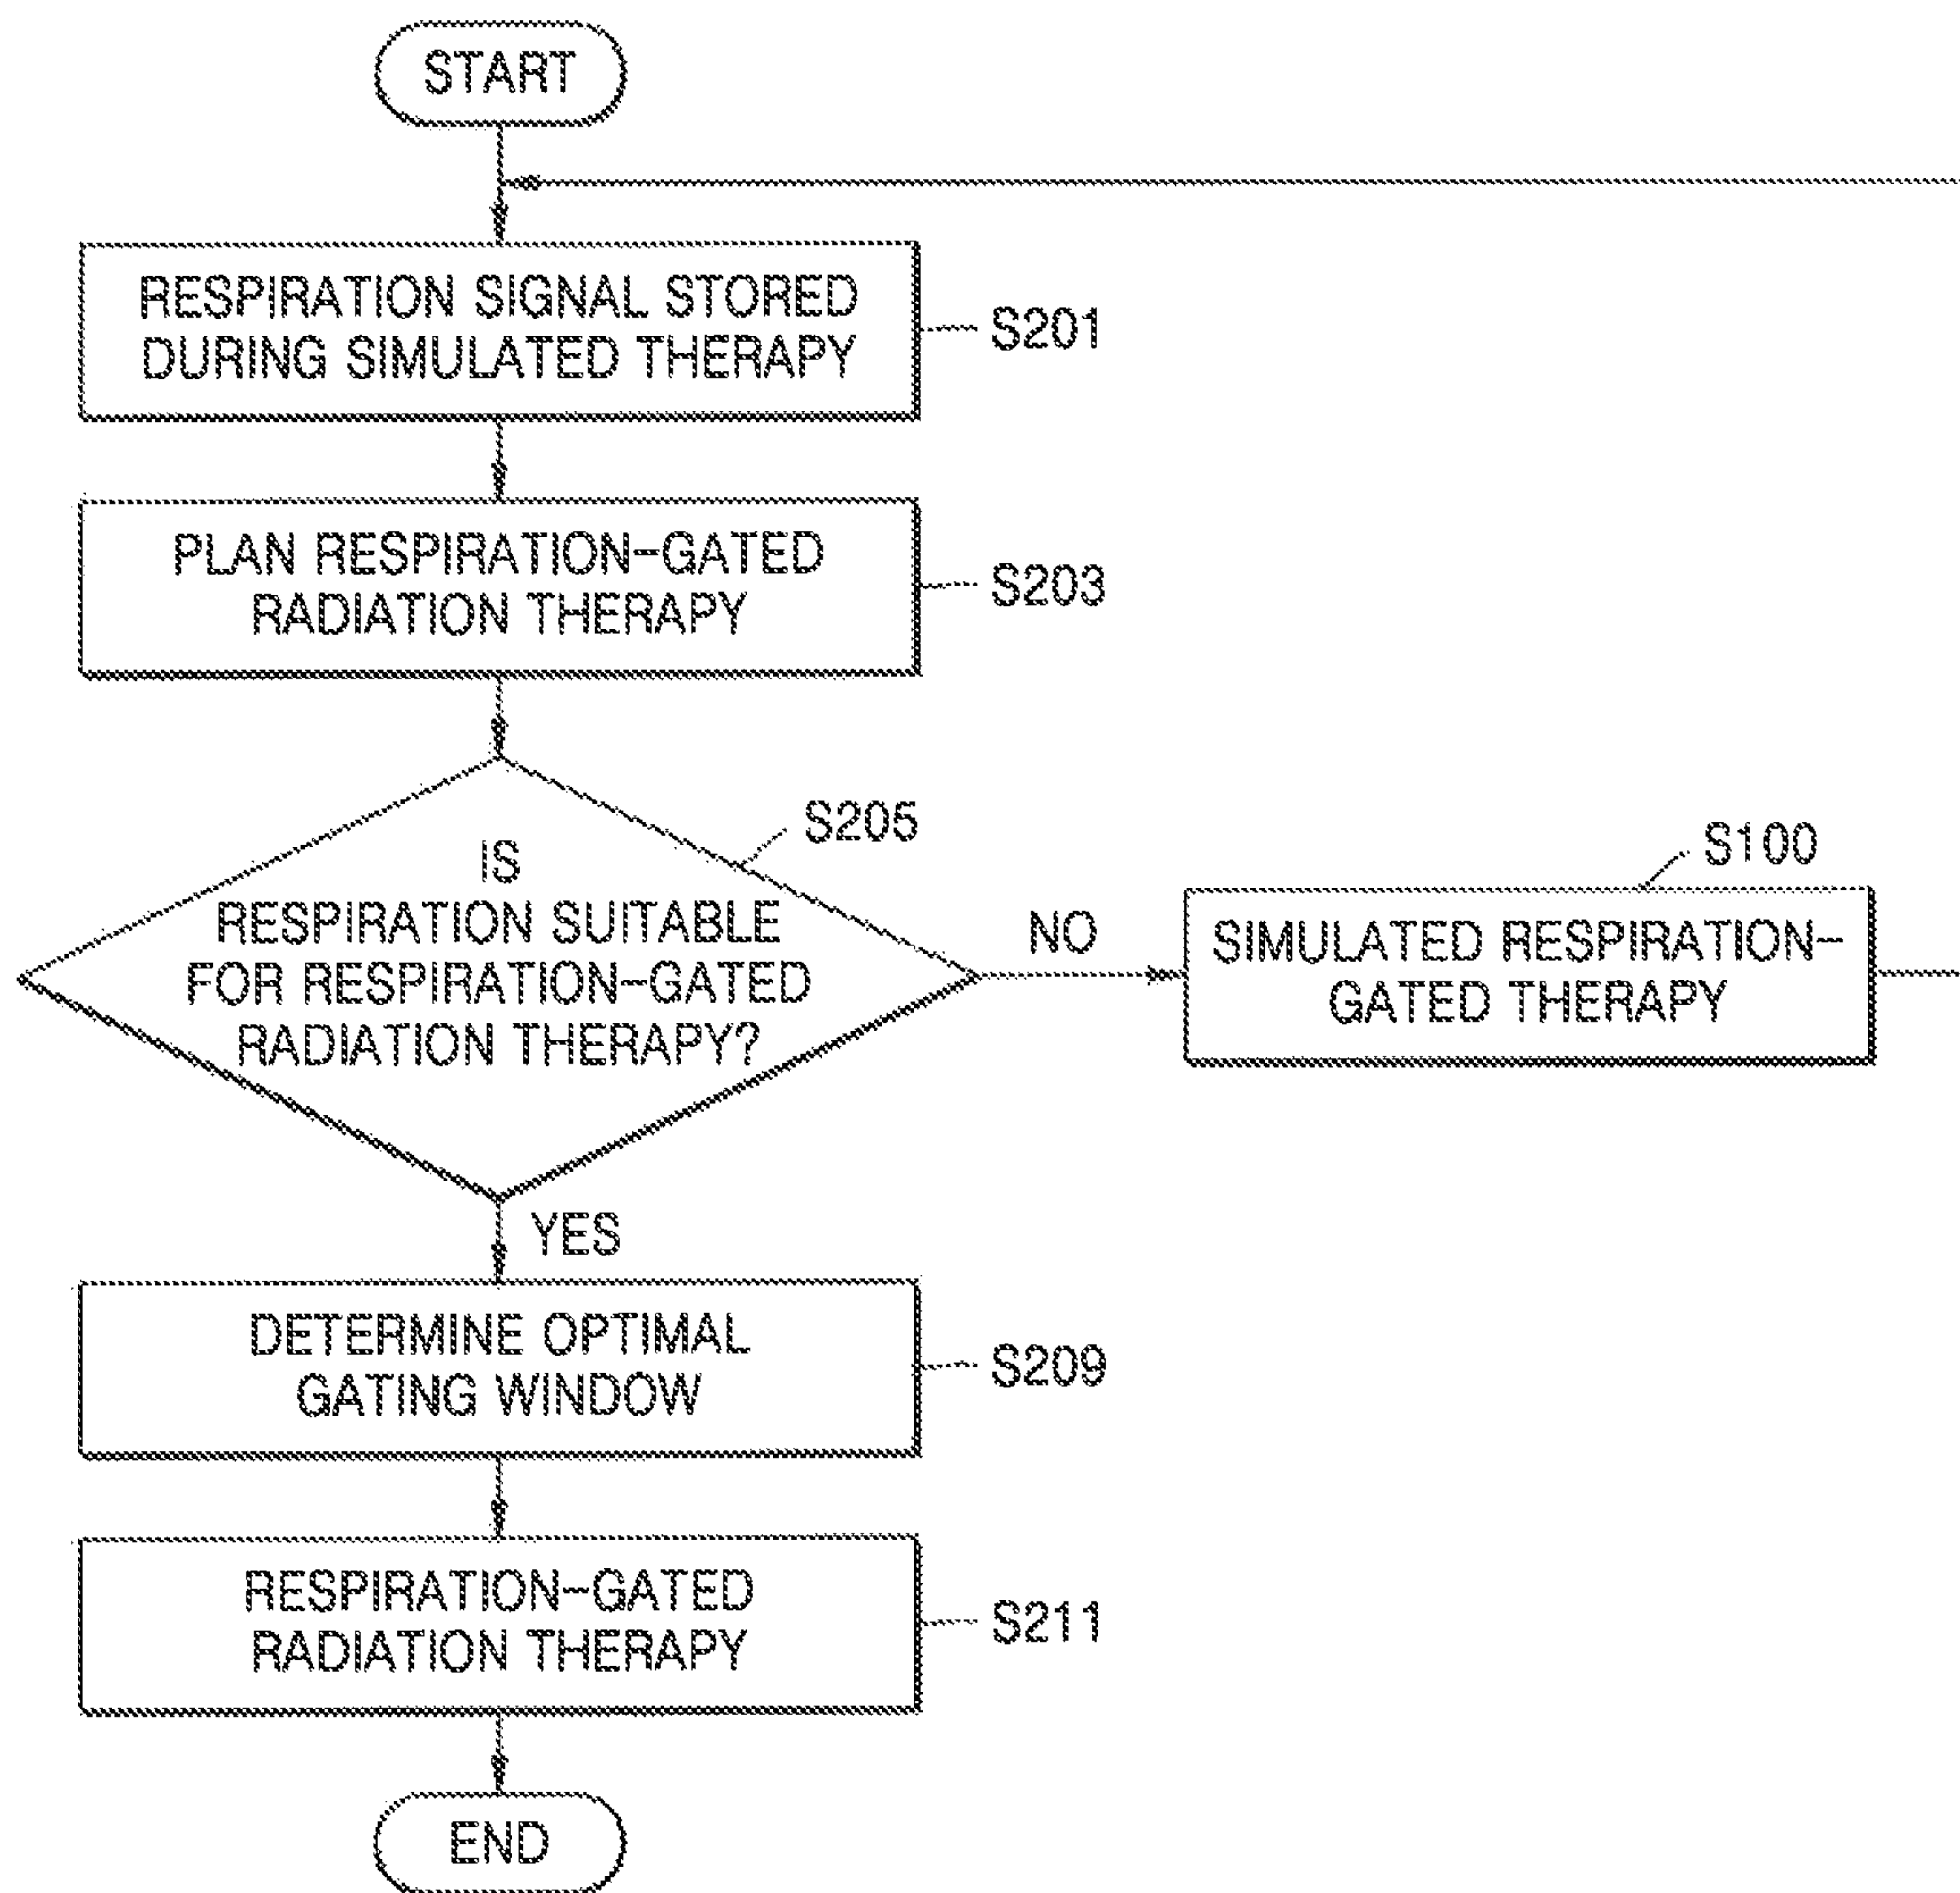 START
RESPIRATION SIGNAL STORED
DURING SIMULATED THERAPY
S201
PLAN RESPIRATION-GATED
RADIATION THERAPY
S203
S205
IS
RESPIRATION SUITABLE
FOR RESPIRATION-GATED
RADIATION THERAPY?
NO
S100
SIMULATED RESPIRATION-
GATED THERAPY
YES
DETERMINE OPTIMAL
GATING WINDOW
S209
RESPIRATION-GATED
RADIATION THERAPY
S211
END